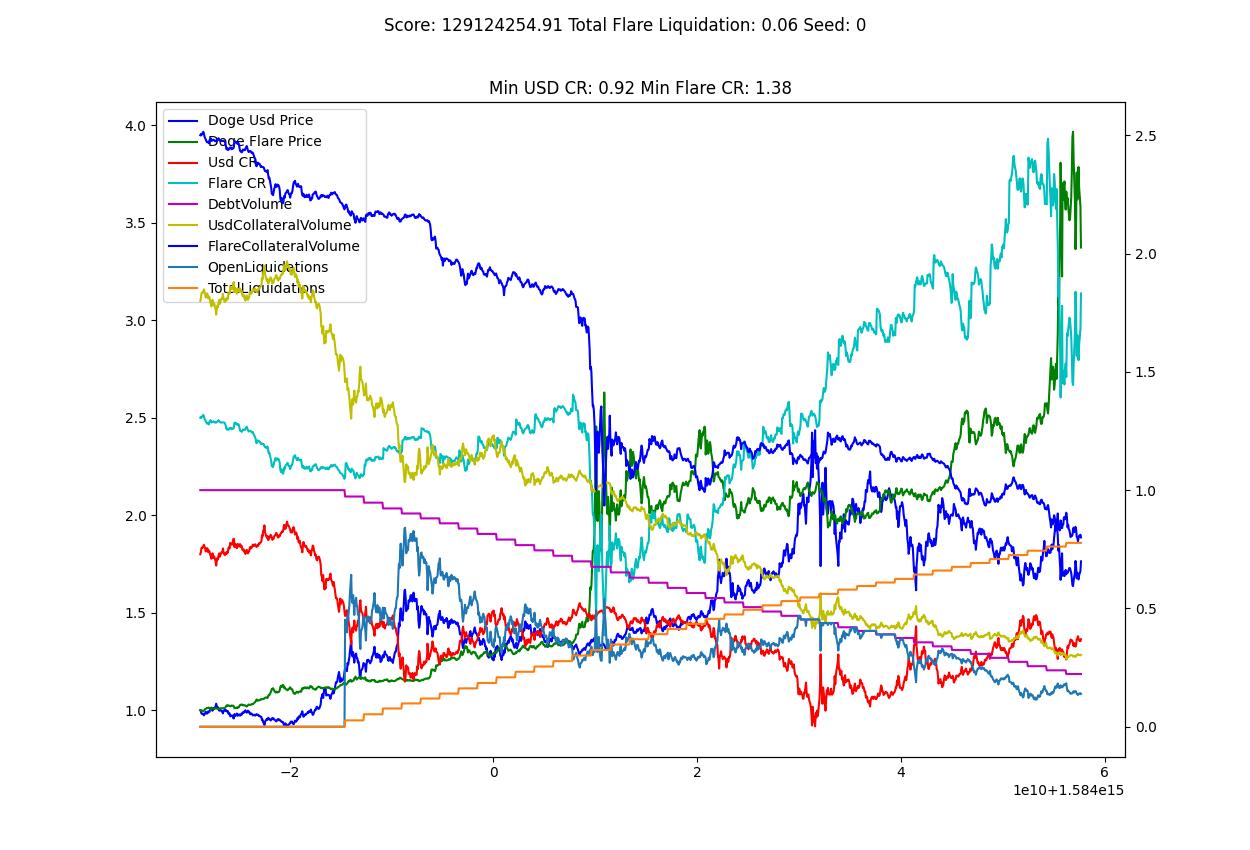 Score: 129124254.91 Total Flare Liquidation: 0.06 Seed: 0
Min USD CR: 0.92 Min Flare CR: 1.38
Doge Usd Price
Doge Flare Price
Usd CR
Flare CR
DebtVolume
UsdCollateralVolume
FlareCollateralVolume
OpenLiquidations
TotalLiquidations
4.0
3.5
3.0
2.5
2.0
1.5
1.0
2.5
2.0
1.5
1.0
0.5
0.0
−2
0
2
4
6
1e10+1.584e15